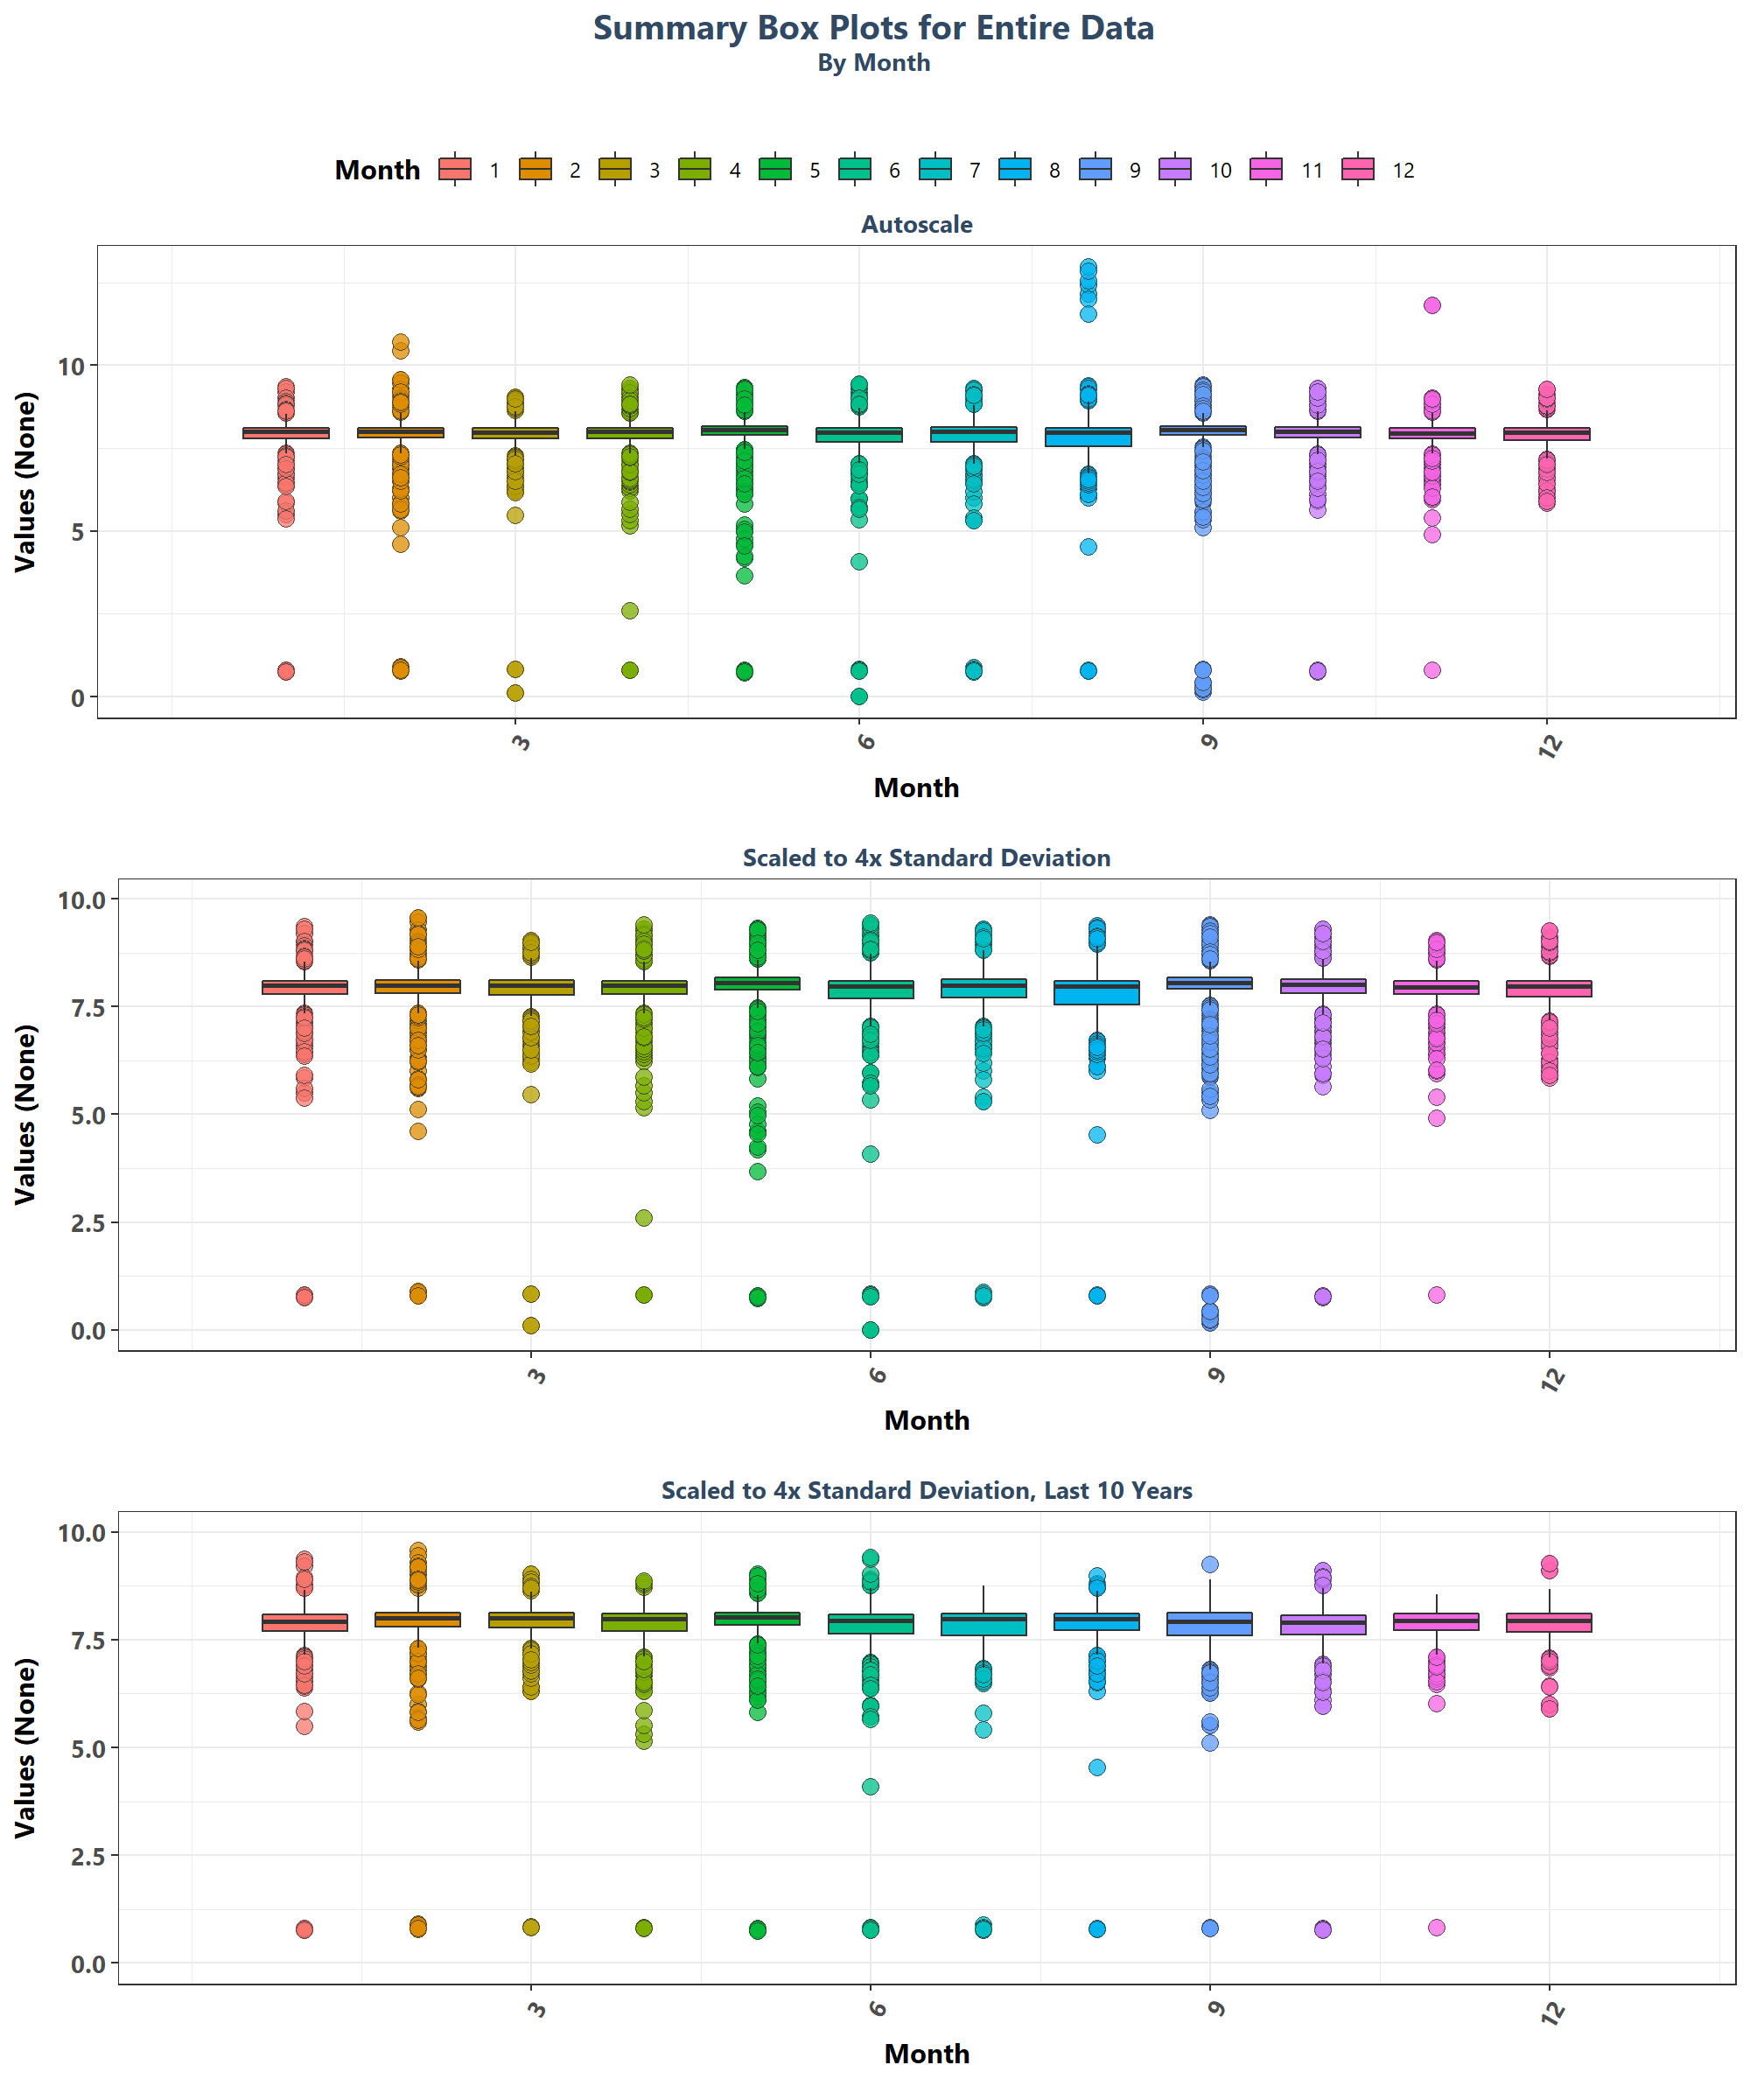 Summary Box Plots for Entire Data
By Month
Month 1 2 3 4 5 6 7 8 9 10 11 12
Autoscale
Values (None)
10
5
0
3 6 9 12
Month
Scaled to 4x Standard Deviation
Values (None)
10.0
7.5
5.0
2.5
0.0
3 6 9 12
Month
Scaled to 4x Standard Deviation, Last 10 Years
Values (None)
10.0
7.5
5.0
2.5
0.0
3 6 9 12
Month